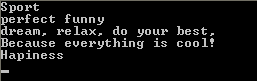 Sport
perfect funny
dream, relax, do your best,
Because everything is cool!
Hapiness